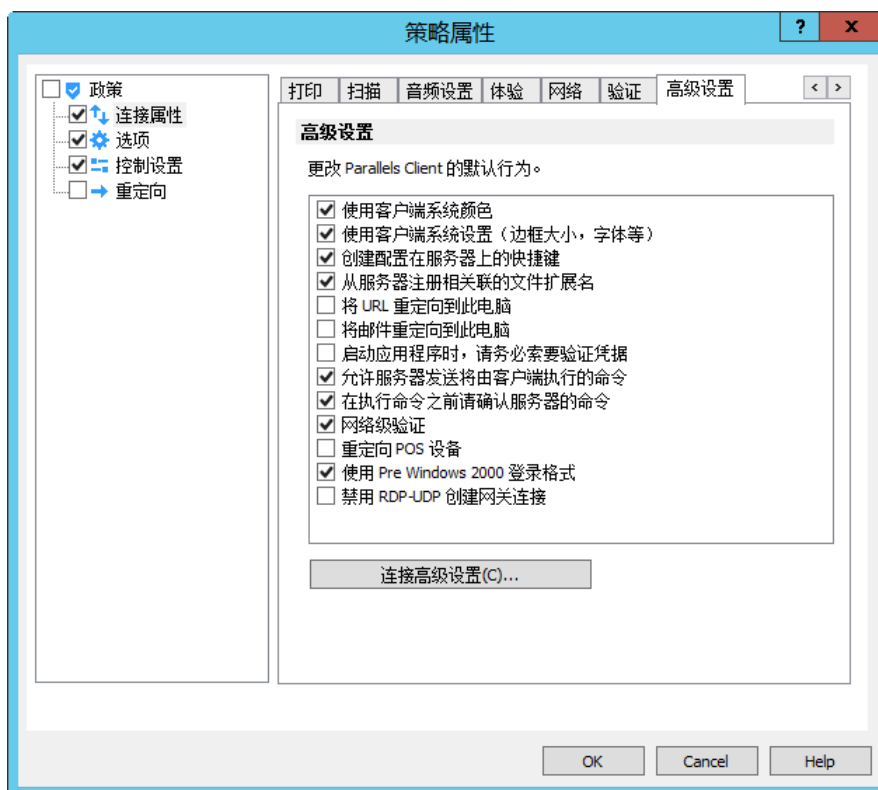 策略属性
?
x
政策
连接属性
选项
控制设置
重定向
打印 扫描 音频设置 体验 网络 验证 高级设置 < >
高级设置
更改 Parallels Client 的默认行为。
使用客户端系统颜色
使用客户端系统设置（边框大小，字体等）
创建配置在服务器上的快捷键
从服务器注册相关联的文件扩展名
将 URL 重定向到此电脑
将邮件重定向到此电脑
启动应用程序时，请务必索要验证凭据
允许服务器发送将由客户端执行的命令
在执行命令之前请确认服务器的命令
网络级验证
重定向 POS 设备
使用 Pre Windows 2000 登录格式
禁用 RDP-UDP 创建网关连接
连接高级设置(C)...
OK Cancel Help